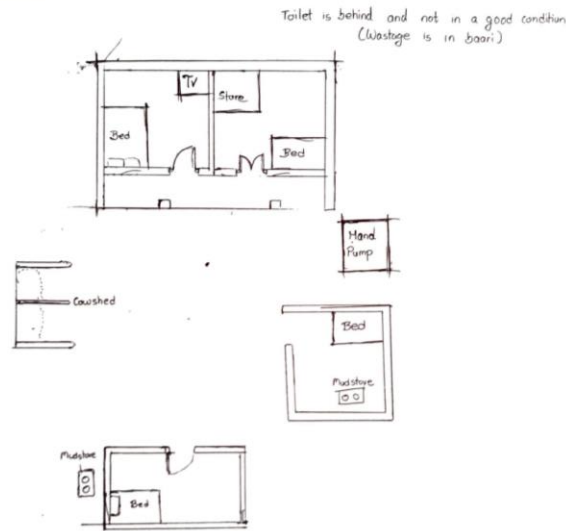 Toilet is behind and not in a good condition
(Wastage is in baari)
TV
Store
Bed
Bed
Hand
Pump
Cowshed
Bed
Mudstove
Mudstove
Bed